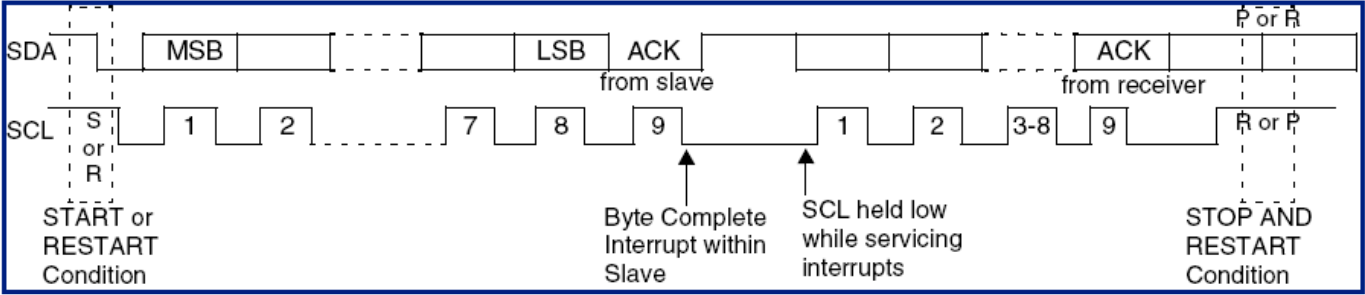 P or R
SDA MSB LSB ACK ACK
from slave from receiver
SCL S or R 1 2 7 8 9 1 2 3-8 9 R or P
START or
RESTART
Condition
Byte Complete
Interrupt within
Slave
SCL held low
while servicing
interrupts
STOP AND
RESTART
Condition